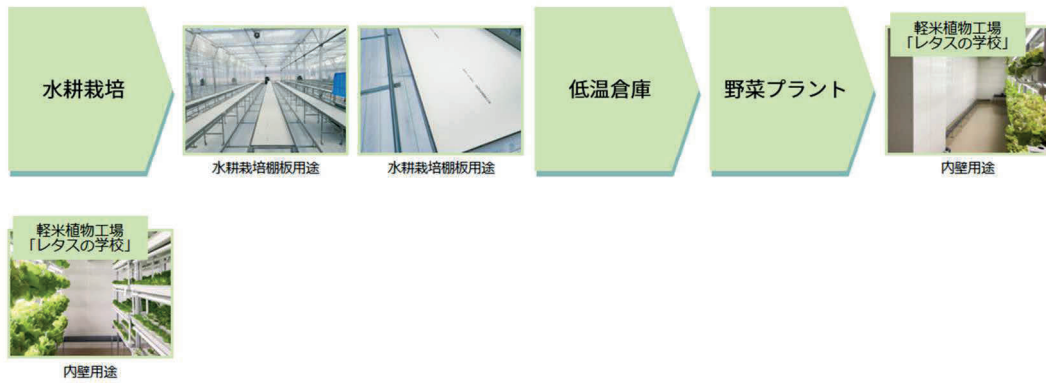 水耕栽培
水耕栽培棚板用途
水耕栽培棚板用途
低温倉庫
野菜プラント
軽米植物工場
「レタスの学校」
内壁用途
軽米植物工場
「レタスの学校」
内壁用途